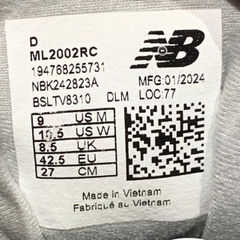 D
ML2002RC
194768255731
NBK242823A
BSLTV8310 DLM
NB
MFG:01/2024
LOC:77
9 US M
10.5 US W
8.5 UK
42.5 EU
27 CM
Made in Vietnam
Fabriqué au Vietnam